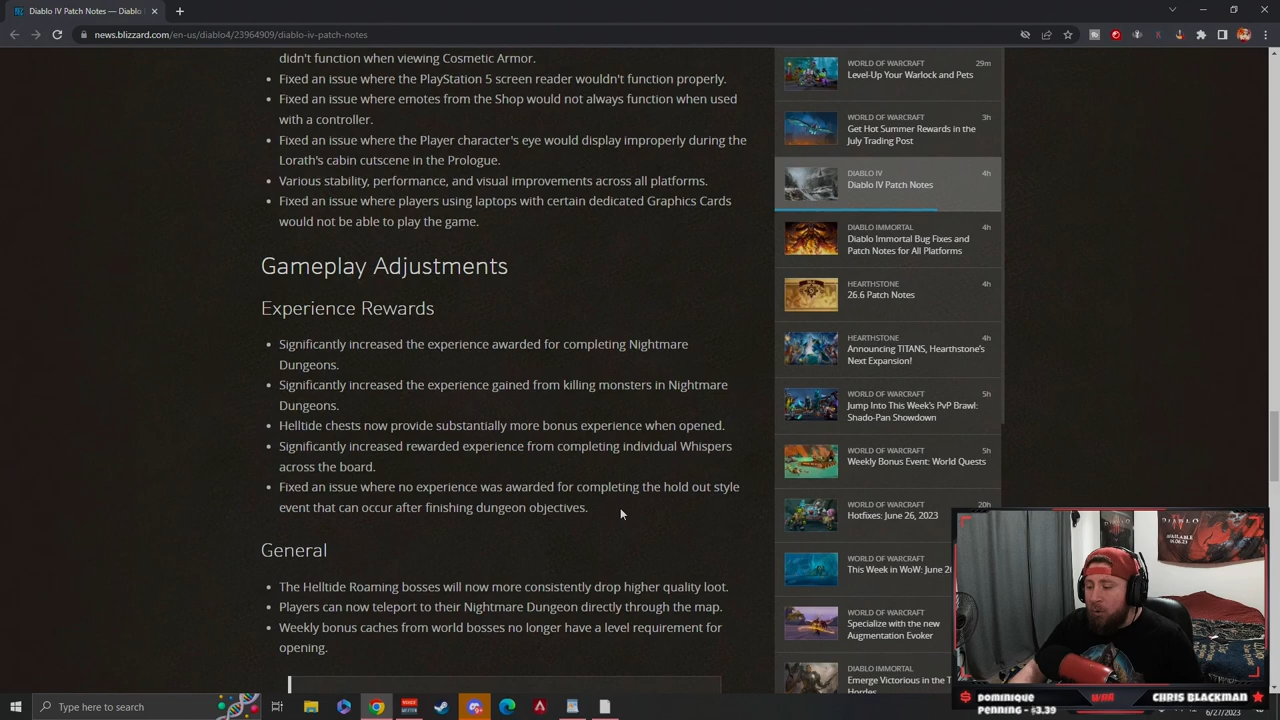 Diablo IV Patch Notes — Diablo
news.blizzard.com/en-us/diablo4/23964909/diablo-iv-patch-notes
didn't function when viewing Cosmetic Armor.
Fixed an issue where the PlayStation 5 screen reader wouldn't function properly.
Fixed an issue where emotes from the Shop would not always function when used
with a controller.
Fixed an issue where the Player character's eye would display improperly during the
Lorath's cabin cutscene in the Prologue.
Various stability, performance, and visual improvements across all platforms.
Fixed an issue where players using laptops with certain dedicated Graphics Cards
would not be able to play the game.
Gameplay Adjustments
Experience Rewards
Significantly increased the experience awarded for completing Nightmare
Dungeons.
Significantly increased the experience gained from killing monsters in Nightmare
Dungeons.
Helltide chests now provide substantially more bonus experience when opened.
Significantly increased rewarded experience from completing individual Whispers
across the board.
Fixed an issue where no experience was awarded for completing the hold out style
event that can occur after finishing dungeon objectives.
General
The Helltide Roaming bosses will now more consistently drop higher quality loot.
Players can now teleport to their Nightmare Dungeon directly through the map.
Weekly bonus caches from world bosses no longer have a level requirement for
opening.
WORLD OF WARCRAFT 29m
Level-Up Your Warlock and Pets
WORLD OF WARCRAFT 3h
Get Hot Summer Rewards in the
July Trading Post
DIABLO IV 4h
Diablo IV Patch Notes
DIABLO IMMORTAL 4h
Diablo Immortal Bug Fixes and
Patch Notes for All Platforms
HEARTHSTONE 4h
26.6 Patch Notes
HEARTHSTONE 4h
Announcing TITANS, Hearthstone's
Next Expansion!
WORLD OF WARCRAFT 5h
Jump Into This Week's PvP Brawl:
Shado-Pan Showdown
WORLD OF WARCRAFT 5h
Weekly Bonus Event: World Quests
WORLD OF WARCRAFT 20h
Hotfixes: June 26, 2023
WORLD OF WARCRAFT
This Week in WoW: June 2
WORLD OF WARCRAFT
Specialize with the new
Augmentation Evoker
DIABLO IMMORTAL
Emerge Victorious in the T
Hordes
DIABLO
AVAILABLE
DIABLO
Dominique
Penning - $3.39
CHRIS BLACKMAN
Type here to search
6/27/2023